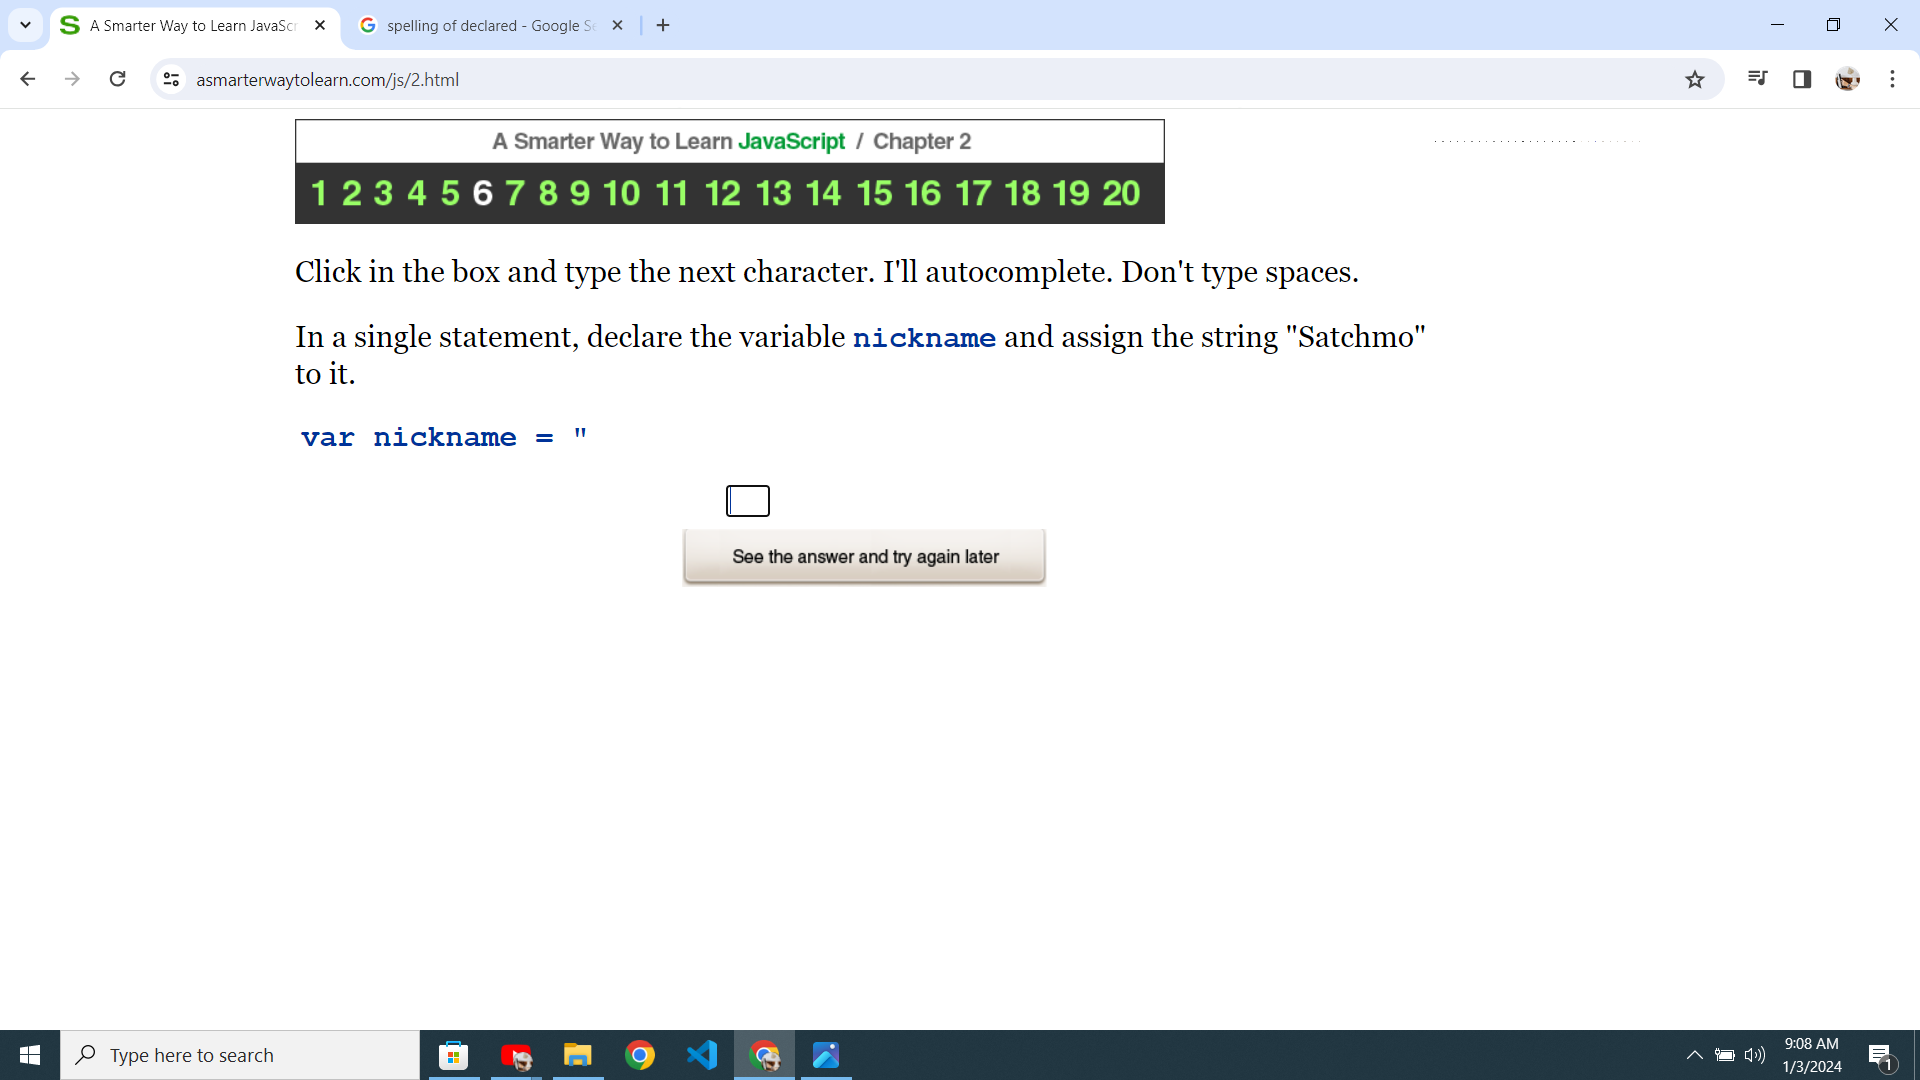 A Smarter Way to Learn JavaScr
spelling of declared - Google Se
asmarterwaytolearn.com/js/2.html
A Smarter Way to Learn JavaScript / Chapter 2
1 2 3 4 5 6 7 8 9 10 11 12 13 14 15 16 17 18 19 20
Click in the box and type the next character. I'll autocomplete. Don't type spaces.
In a single statement, declare the variable nickname and assign the string "Satchmo"
to it.
var nickname = "
See the answer and try again later
Type here to search
9:08 AM
1/3/2024
1